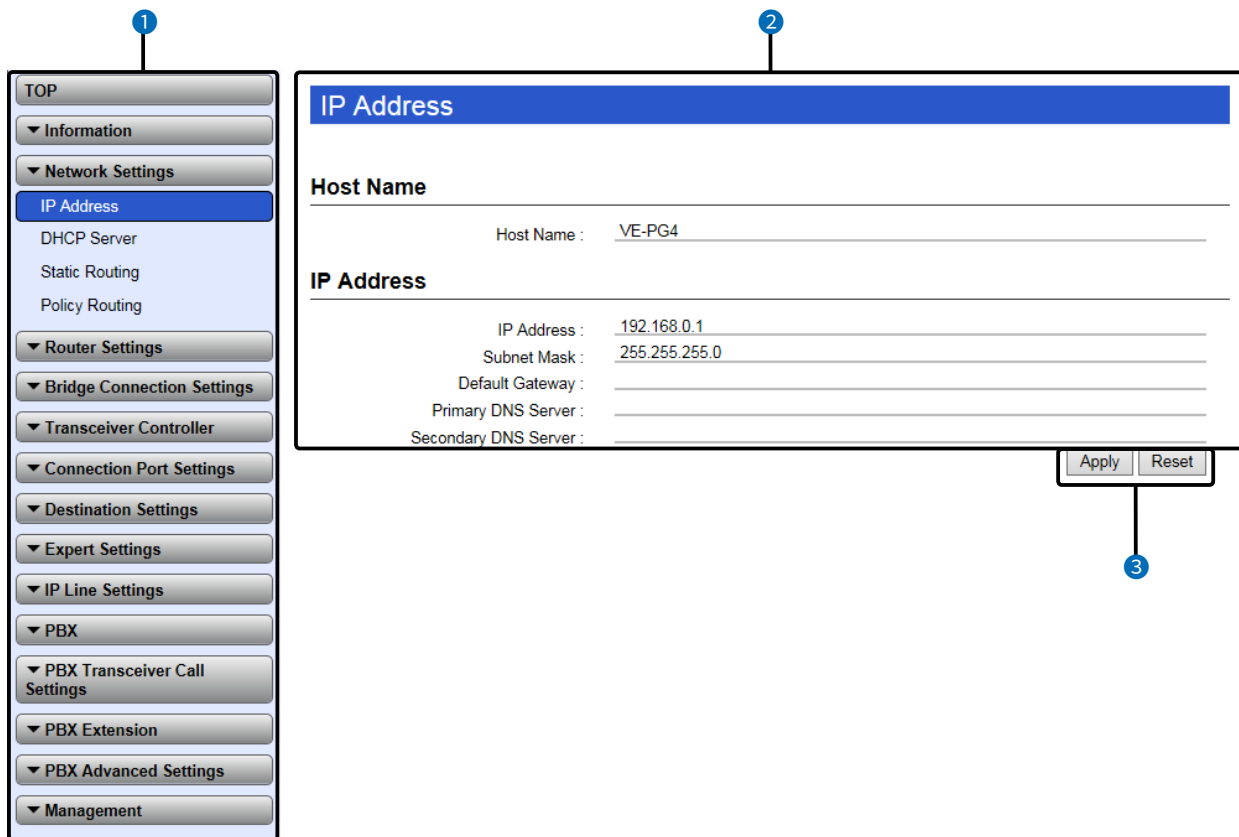 1
2
TOP
Information
Network Settings
IP Address
DHCP Server
Static Routing
Policy Routing
Router Settings
Bridge Connection Settings
Transceiver Controller
Connection Port Settings
Destination Settings
Expert Settings
IP Line Settings
PBX
PBX Transceiver Call
Settings
PBX Extension
PBX Advanced Settings
Management
IP Address
Host Name
Host Name : VE-PG4
IP Address
IP Address : 192.168.0.1
Subnet Mask : 255.255.255.0
Default Gateway :
Primary DNS Server :
Secondary DNS Server :
Apply Reset
3